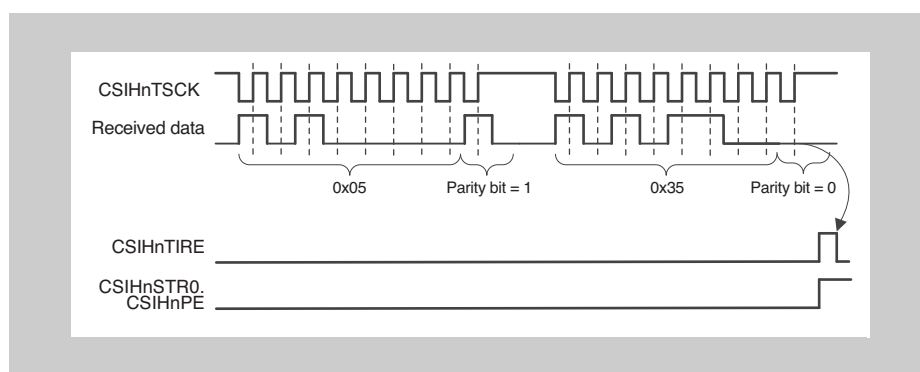 CSIHnTSCK
Received data
0x05
Parity bit = 1
0x35
Parity bit = 0
CSIHnTIRE
CSIHnSTR0.
CSIHnPE